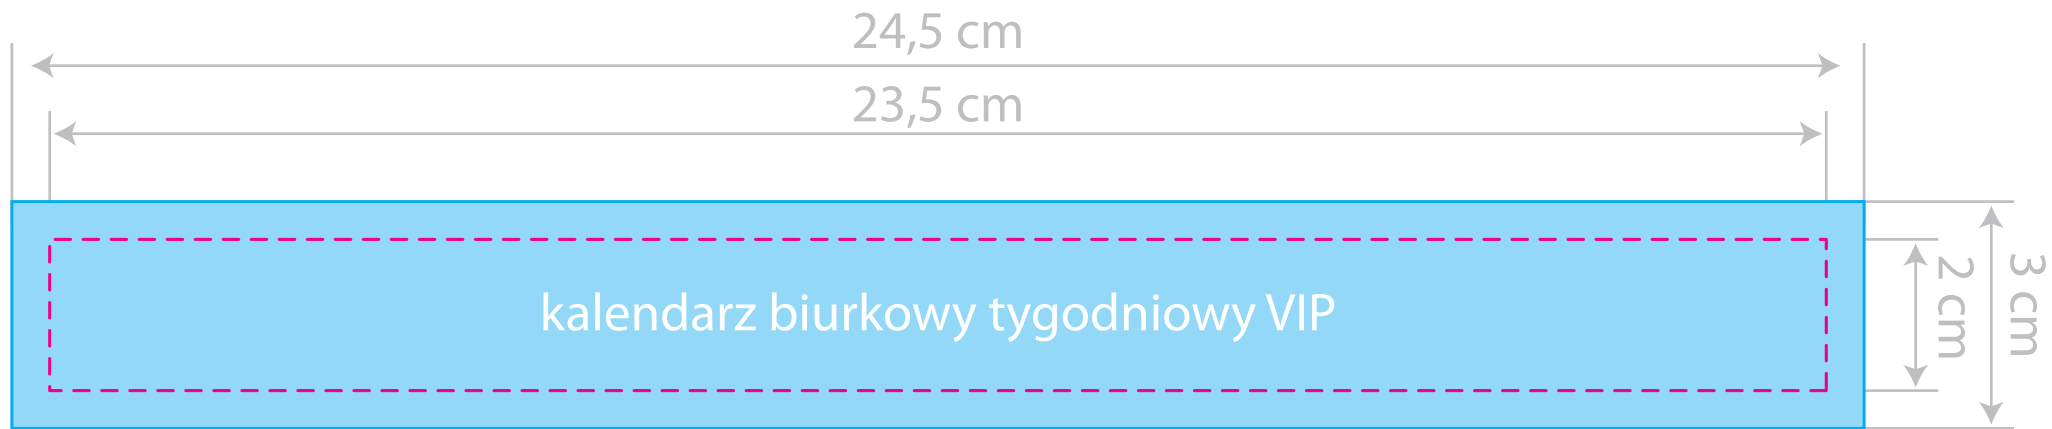 24,5 cm
23,5 cm
kalendarz biurkowy tygodniowy VIP
2 cm
3 cm